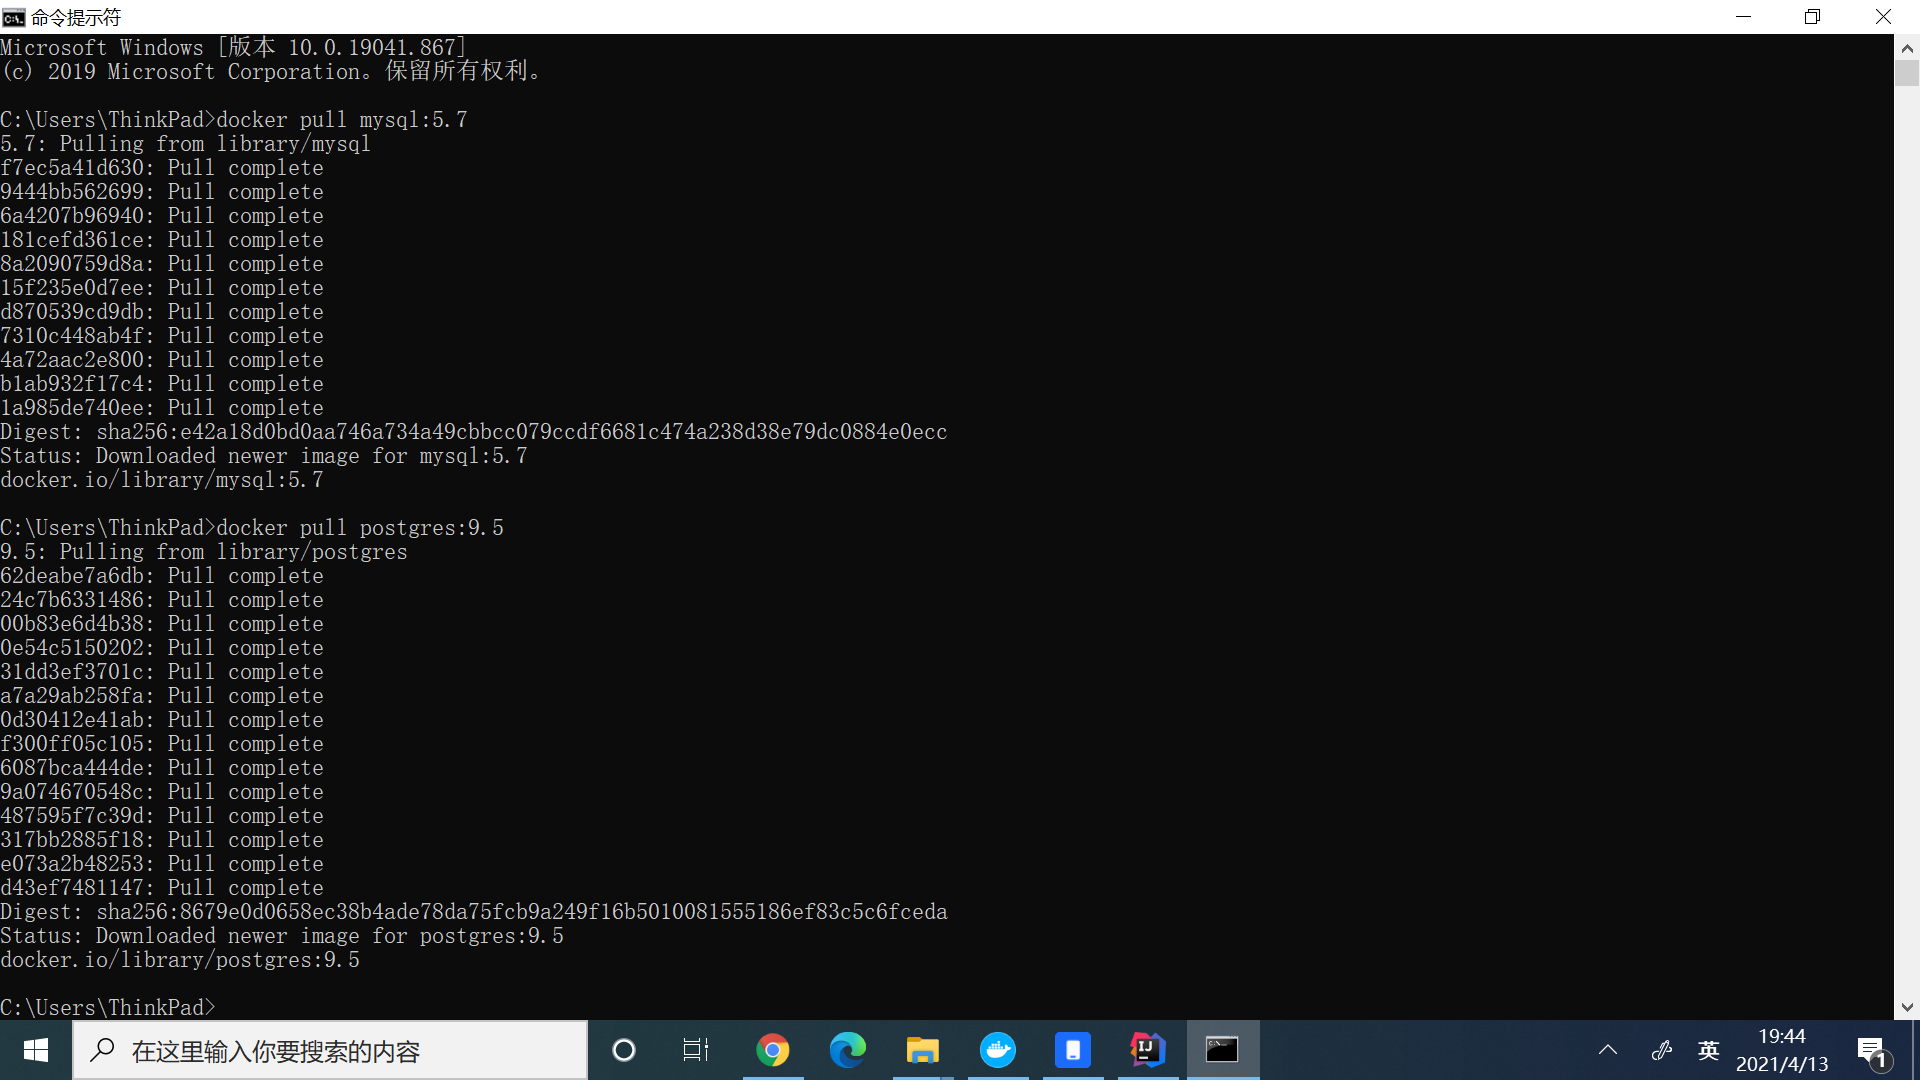 命令提示符
Microsoft Windows [版本 10.0.19041.867]
(c) 2019 Microsoft Corporation。保留所有权利。
C:\Users\ThinkPad>docker pull mysql:5.7
5.7: Pulling from library/mysql
f7ec5a41d630: Pull complete
9444bb562699: Pull complete
6a4207b96940: Pull complete
181cefd361ce: Pull complete
8a2090759d8a: Pull complete
15f235e0d7ee: Pull complete
d870539cd9db: Pull complete
7310c448ab4f: Pull complete
4a72aac2e800: Pull complete
b1ab932f17c4: Pull complete
1a985de740ee: Pull complete
Digest: sha256:e42a18d0bd0aa746a734a49cbbcc079ccdf6681c474a238d38e79dc0884e0ecc
Status: Downloaded newer image for mysql:5.7
docker.io/library/mysql:5.7
C:\Users\ThinkPad>docker pull postgres:9.5
9.5: Pulling from library/postgres
62deabe7a6db: Pull complete
24c7b6331486: Pull complete
00b83e6d4b38: Pull complete
0e54c5150202: Pull complete
31dd3ef3701c: Pull complete
a7a29ab258fa: Pull complete
0d30412e41ab: Pull complete
f300ff05c105: Pull complete
6087bca444de: Pull complete
9a074670548c: Pull complete
487595f7c39d: Pull complete
317bb2885f18: Pull complete
e073a2b48253: Pull complete
d43ef7481147: Pull complete
Digest: sha256:8679e0d0658ec38b4ade78da75fcb9a249f16b5010081555186ef83c5c6fceda
Status: Downloaded newer image for postgres:9.5
docker.io/library/postgres:9.5
C:\Users\ThinkPad>
在这里输入你要搜索的内容
IJ
英
19:44
2021/4/13
1